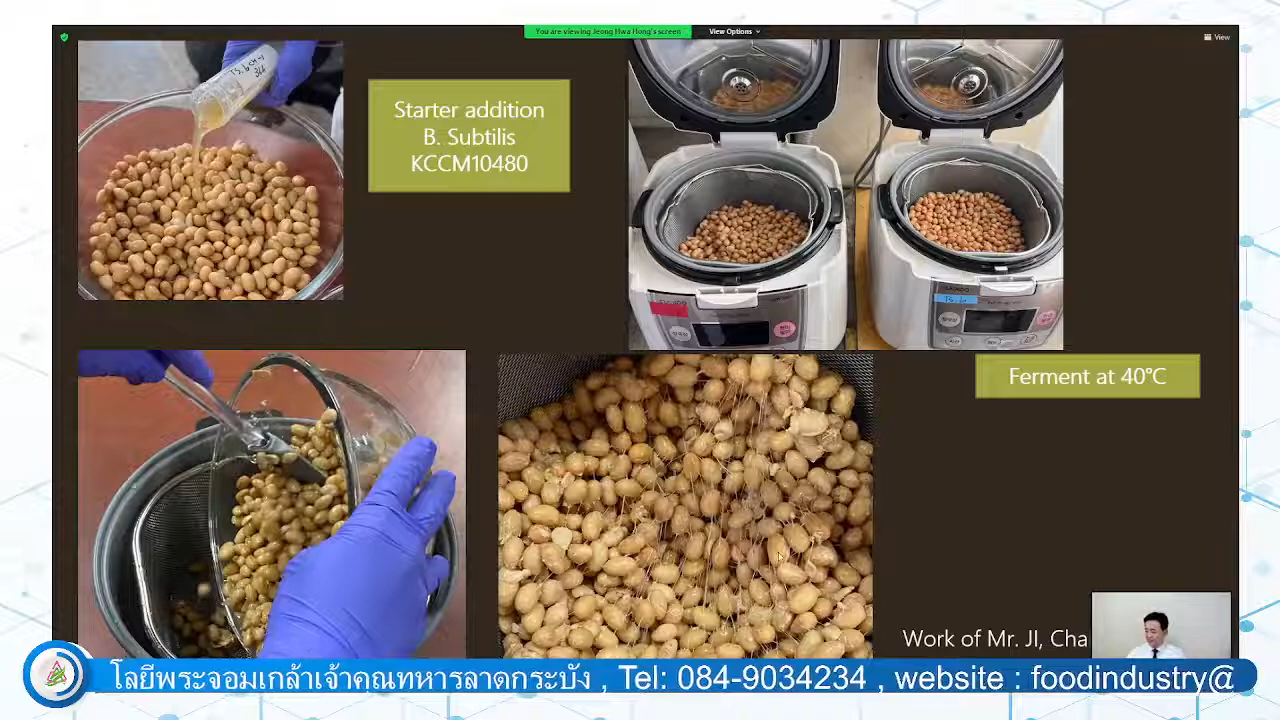 You are viewing Jeong Hwa Hong's screen
View Options
View
Starter addition
B. Subtilis
KCCM10480
Ferment at 40℃
Work of Mr. JI, Cha
โลยีพระจอมเกล้าเจ้าคุณทหารลาดกระบัง , Tel: 084-9034234 , website : foodindustry@